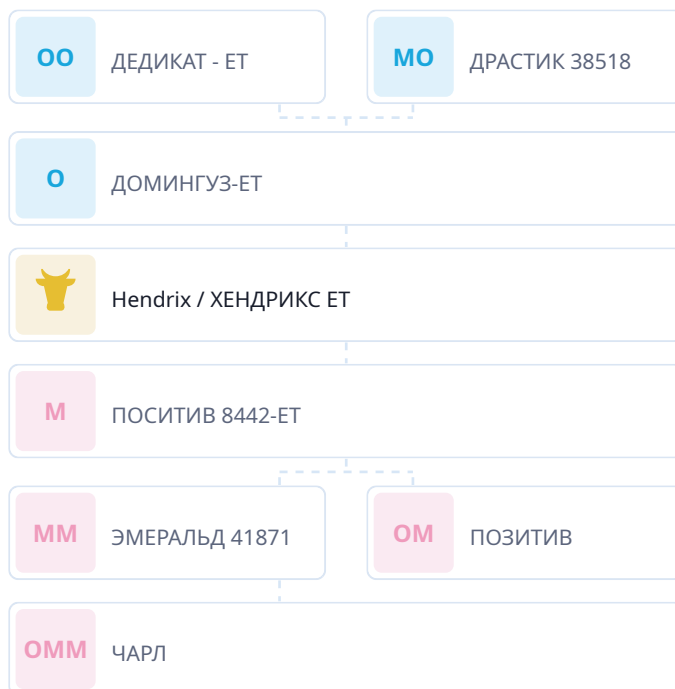 ОО ДЕДИКАТ - ЕТ
МО ДРАСТИК 38518
О ДОМИНГУЗ-ЕТ
Hendrix / ХЕНДРИКС ЕТ
М ПОСИТИВ 8442-ЕТ
ММ ЭМЕРАЛЬД 41871
ОМ ПОЗИТИВ
ОММ ЧАРЛ